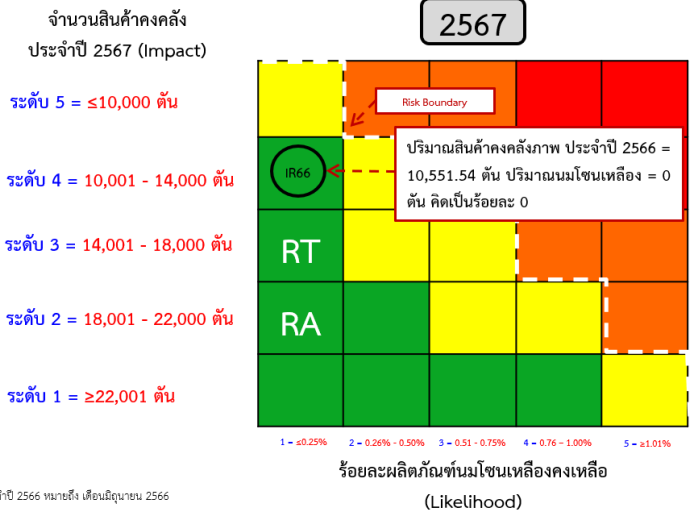 จำนวนสินค้าคงคลัง
ประจำปี 2567 (Impact)
2567
ระดับ 5 = ≤10,000 ตัน
Risk Boundary
ระดับ 4 = 10,001 - 14,000 ตัน
IR66
ปริมาณสินค้าคงคลังภาพ ประจำปี 2566 =
10,551.54 ตัน ปริมาณนมโซนเหลือง = 0
ตัน คิดเป็นร้อยละ 0
ระดับ 3 = 14,001 - 18,000 ตัน
RT
ระดับ 2 = 18,001 - 22,000 ตัน
RA
ระดับ 1 = ≥22,001 ตัน
1 = ≤0.25%
2 = 0.26% - 0.50%
3 = 0.51 - 0.75%
4 = 0.76 – 1.00%
5 = ≥1.01%
ร้อยละผลิตภัณฑ์นมโซนเหลืองคงเหลือ
(Likelihood)
ปี 2566 หมายถึง เดือนมิถุนายน 2566